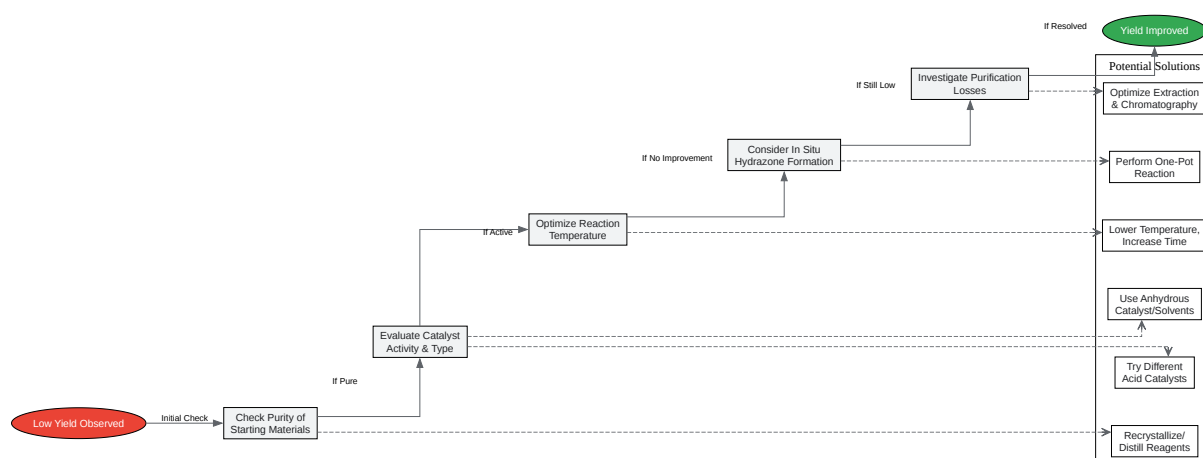 If Resolved
Yield Improved
Potential Solutions
If Still Low
Investigate Purification
Losses
Optimize Extraction
& Chromatography
If No Improvement
Consider In Situ
Hydrazone Formation
Perform One-Pot
Reaction
If Active
Optimize Reaction
Temperature
Lower Temperature,
Increase Time
Use Anhydrous
Catalyst/Solvents
Evaluate Catalyst
Activity & Type
Try Different
Acid Catalysts
If Pure
Low Yield Observed
Initial Check
Check Purity of
Starting Materials
Recrystallize/
Distill Reagents